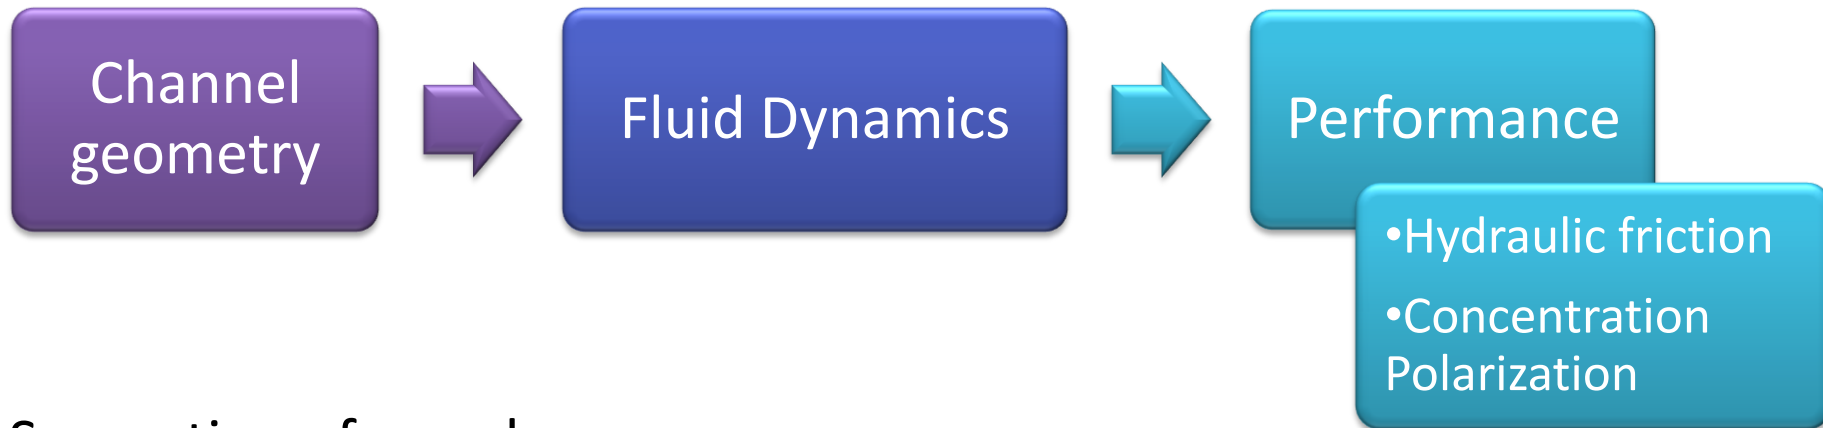 Channel
geometry
Fluid Dynamics
Performance
•Hydraulic friction
•Concentration
Polarization